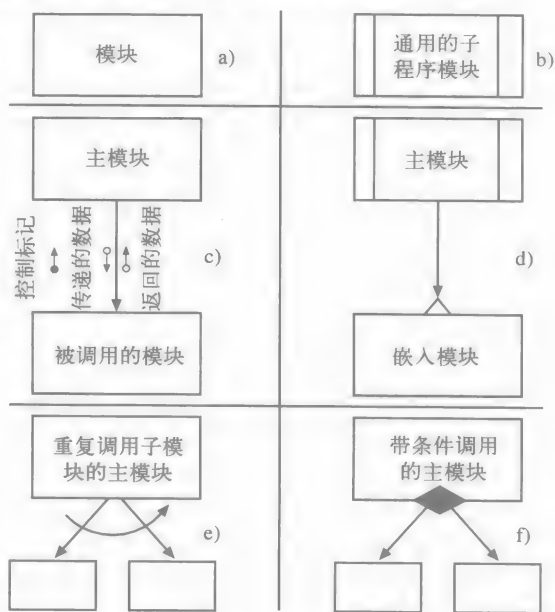 模块
a)
通用的子
程序模块
b)
主模块
控制标记
传递的数据
返回的数据
c)
被调用的模块
主模块
d)
嵌入模块
重复调用子模
块的主模块
e)
带条件调用
的主模块
f)